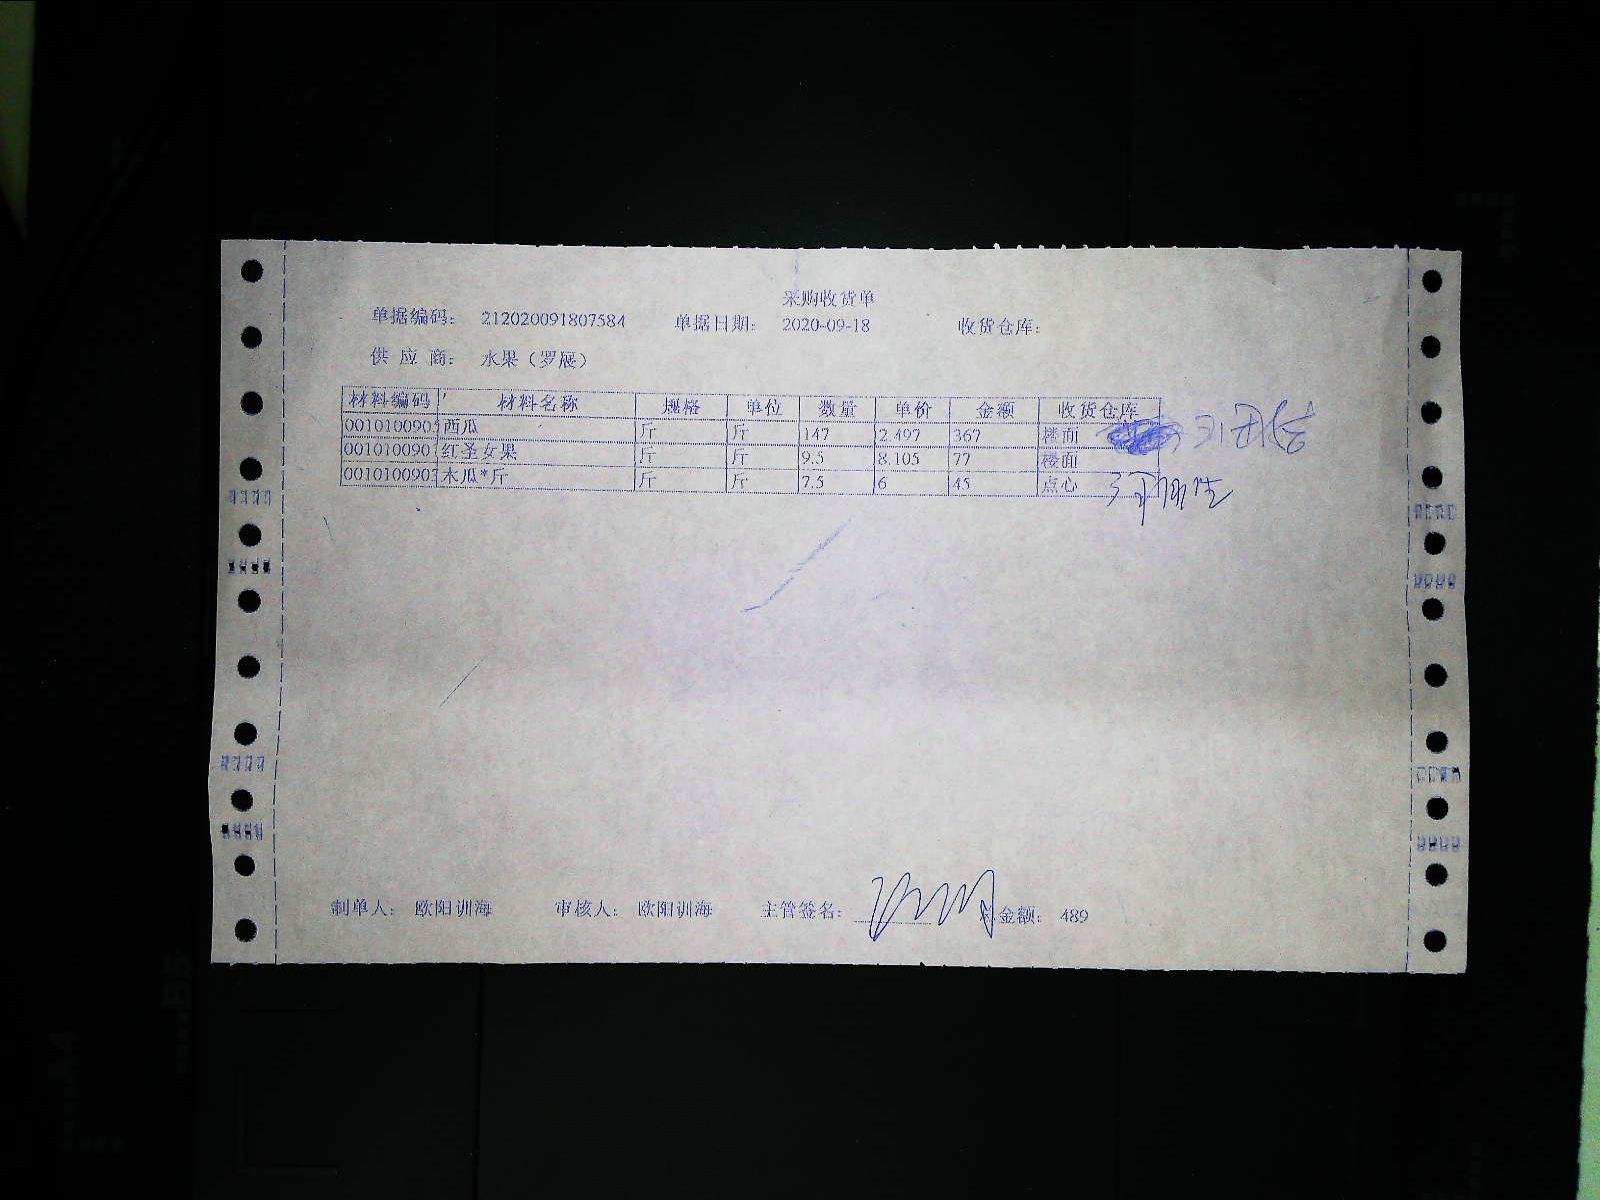 采购收货单
单据编码： 212020091807584 单据日期： 2020-09-18 收货仓库：
供 应 商： 水果（罗展）
材料编码 材料名称 规格 单位 数量 单价 金额 收货仓库
0010100905 西瓜 斤 斤 147 2.497 367 楼面
001010090 红圣女果 斤 斤 9.5 8.105 77 楼面
0010100903 木瓜*斤 斤 斤 7.5 6 45 点心
制单人： 欧阳训海 审核人： 欧阳训海 主管签名： 金额： 489